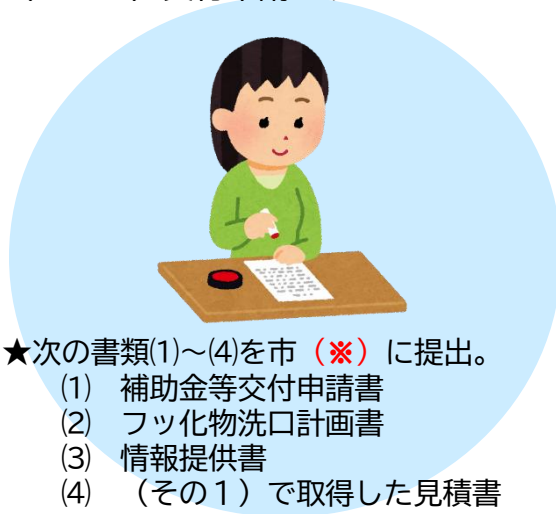 ★次の書類⑴～⑷を市（※）に提出。
⑴　補助金等交付申請書
⑵　フッ化物洗口計画書
⑶　情報提供書
⑷　（その１）で取得した見積書